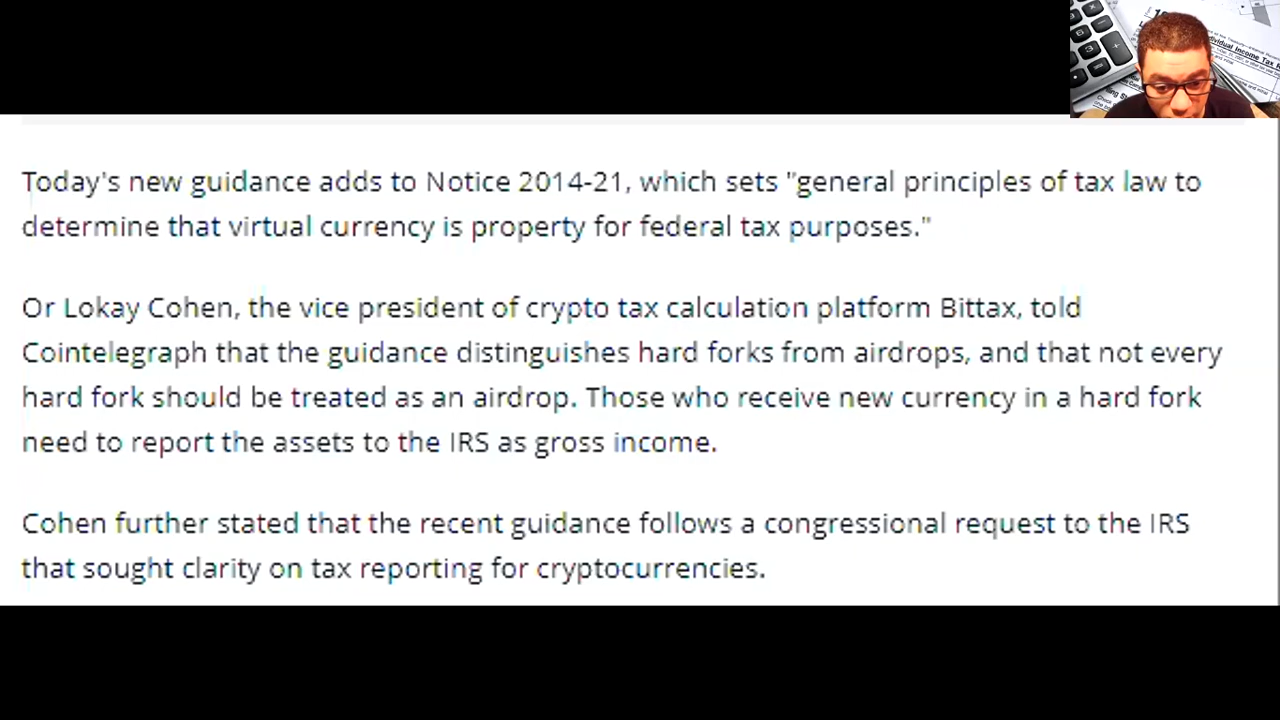 Today's new guidance adds to Notice 2014-21, which sets "general principles of tax law to
determine that virtual currency is property for federal tax purposes."
Or Lokay Cohen, the vice president of crypto tax calculation platform Bittax, told
Cointelegraph that the guidance distinguishes hard forks from airdrops, and that not every
hard fork should be treated as an airdrop. Those who receive new currency in a hard fork
need to report the assets to the IRS as gross income.
Cohen further stated that the recent guidance follows a congressional request to the IRS
that sought clarity on tax reporting for cryptocurrencies.